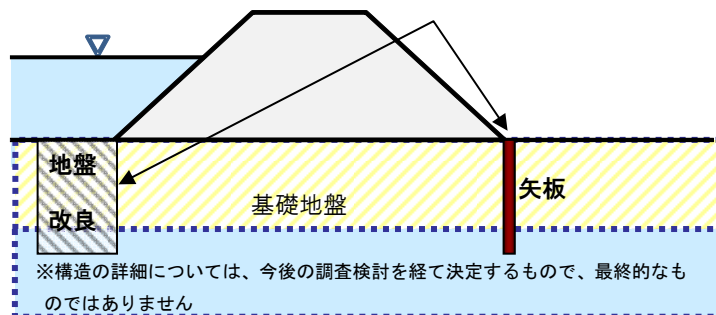 地盤
改良
基礎地盤
矢板
※構造の詳細については、今後の調査検討を経て決定するもので、最終的なも
のではありません